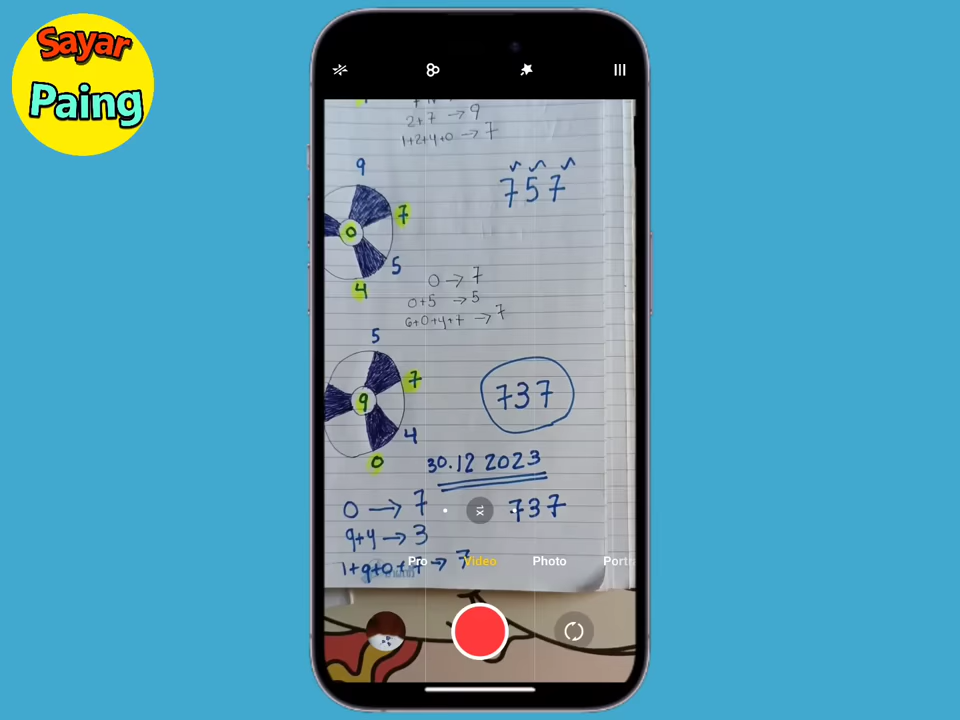 Sayar
Paing
2+7 → 9
1+2+4+0 → 7
9
757
7
0
5
4
0 → 7
0+5 → 5
6+0+4+7 → 7
5
7
737
9
4
0
30.12 2023
0 → 7
1x
737
9+4 → 3
Pro
Video
Photo
1+9+0+7 → 7